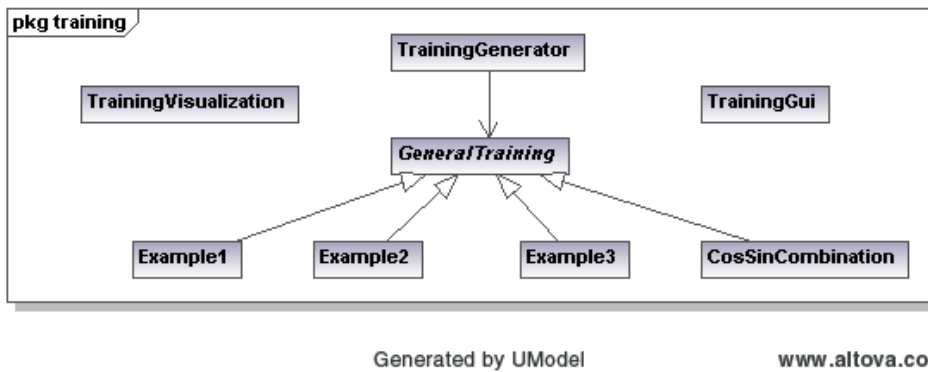 pkg training
TrainingGenerator
TrainingVisualization
TrainingGui
GeneralTraining
Example1
Example2
Example3
CosSinCombination
Generated by UModel
www.altova.co